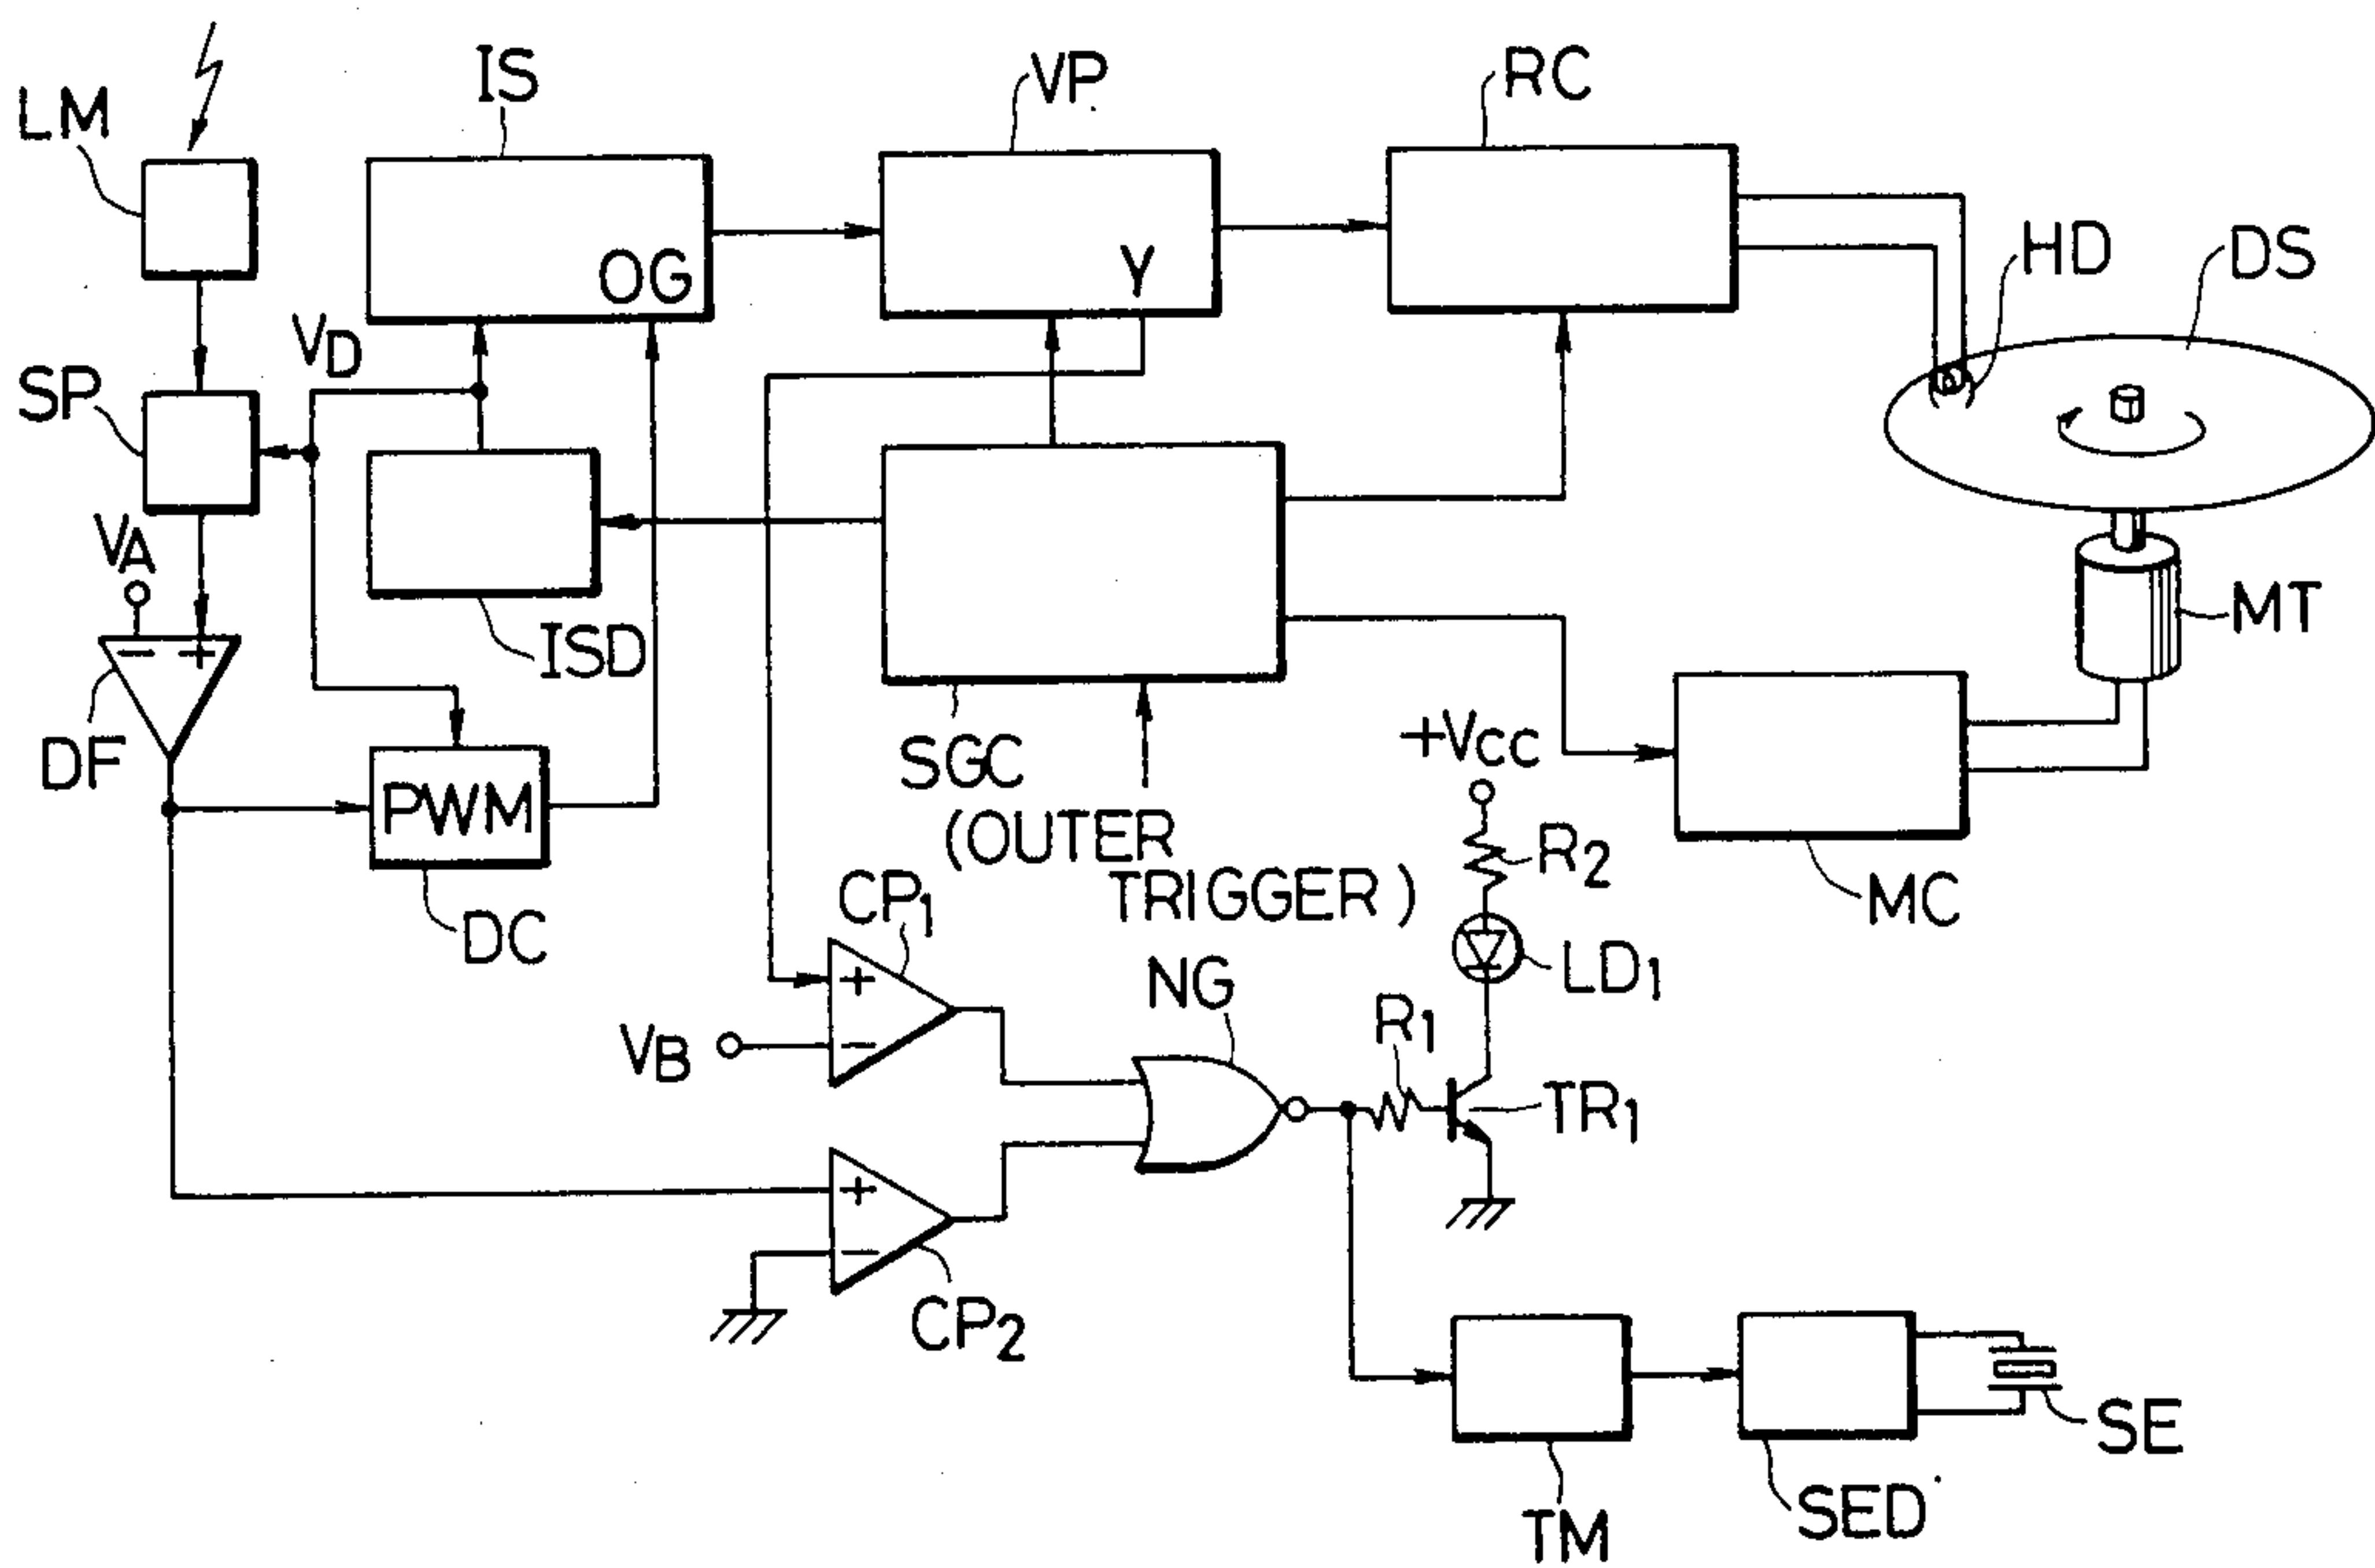 IS
VP
RC
LM
OG
Y
HD
DS
VD
SP
VA
ISD
MT
DF
PWM
SGC
(OUTER
TRIGGER)
+VCC
R2
DC
CP1
MC
LD1
NG
R1
VB
TR1
+
−
+
−
+
−
CP2
SE
TM
SED